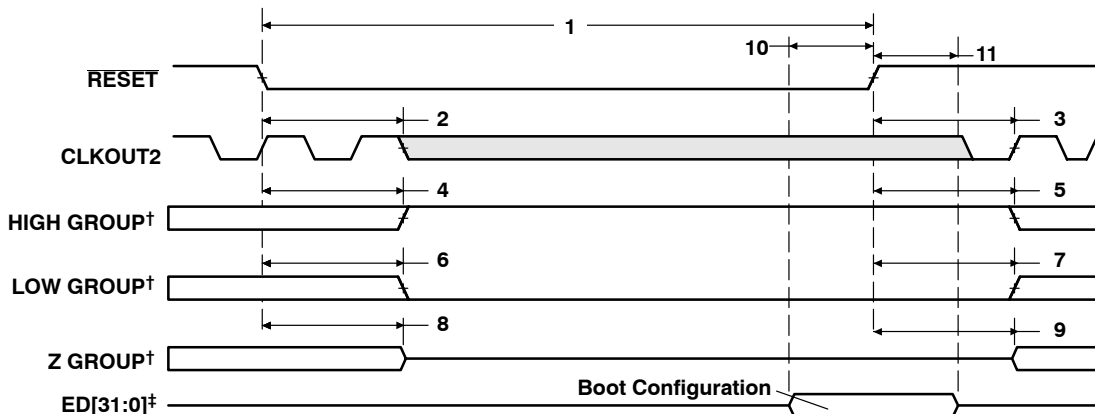 1
10
11
RESET
2
3
CLKOUT2
4
5
HIGH GROUP†
6
7
LOW GROUP†
8
9
Z GROUP†
Boot Configuration
ED[31:0]‡